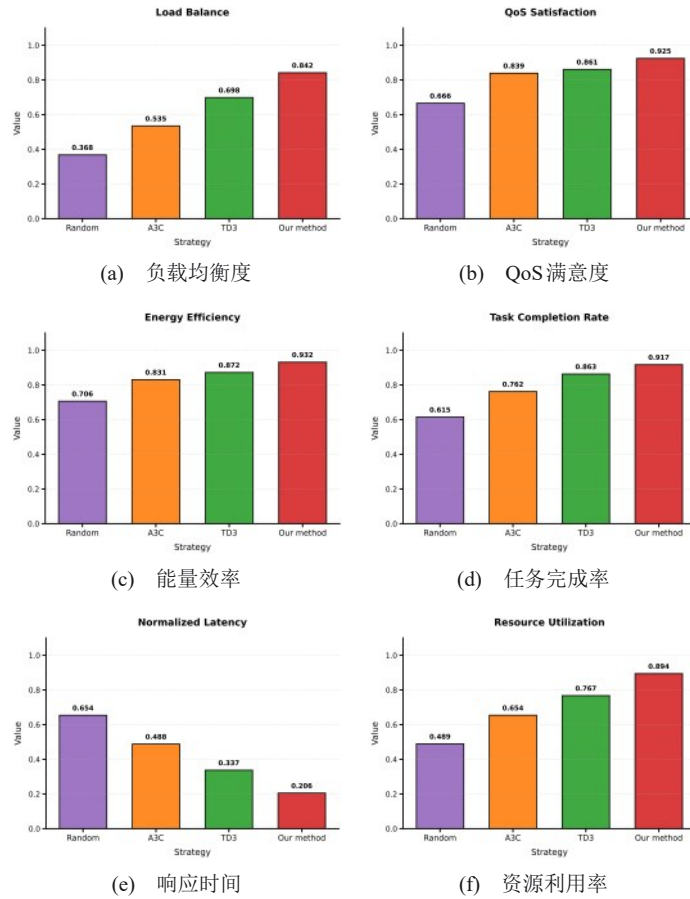 Load Balance
1.0
0.8
0.6
0.4
0.2
0.0
Value
0.368
0.535
0.698
0.842
Random A3C TD3 Our method
Strategy
(a) 负载均衡度
QoS Satisfaction
1.0
0.8
0.6
0.4
0.2
0.0
Value
0.666
0.839
0.861
0.925
Random A3C TD3 Our method
Strategy
(b) QoS满意度
Energy Efficiency
1.0
0.8
0.6
0.4
0.2
0.0
Value
0.706
0.831
0.872
0.932
Random A3C TD3 Our method
Strategy
(c) 能量效率
Task Completion Rate
1.0
0.8
0.6
0.4
0.2
0.0
Value
0.615
0.762
0.863
0.917
Random A3C TD3 Our method
Strategy
(d) 任务完成率
Normalized Latency
1.0
0.8
0.6
0.4
0.2
0.0
Value
0.654
0.488
0.337
0.206
Random A3C TD3 Our method
Strategy
(e) 响应时间
Resource Utilization
1.0
0.8
0.6
0.4
0.2
0.0
Value
0.489
0.654
0.767
0.894
Random A3C TD3 Our method
Strategy
(f) 资源利用率